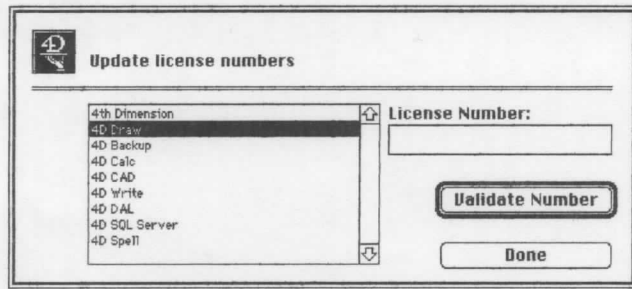 4D
Update license numbers
4th Dimension
4D Draw
4D Backup
4D Calc
4D CAD
4D Write
4D DAL
4D SQL Server
4D Spell
License Number:
Validate Number
Done